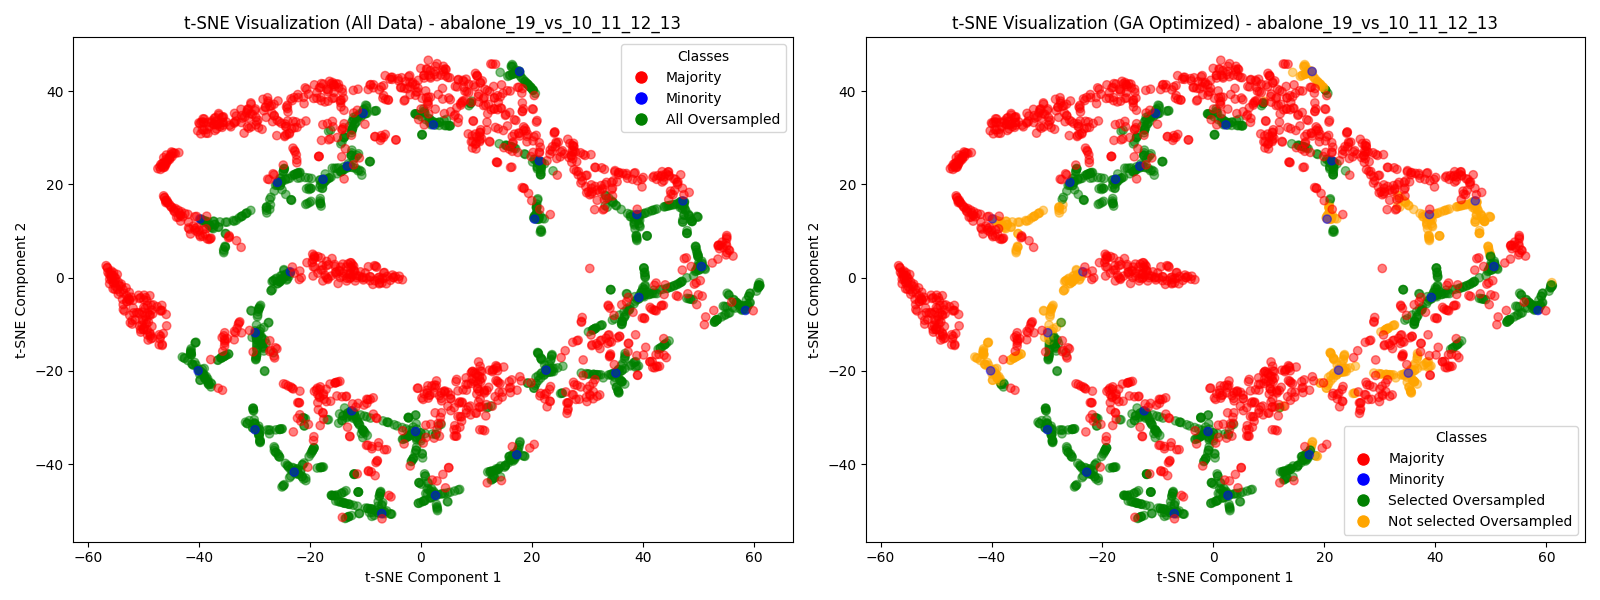 t-SNE Visualization (All Data) - abalone_19_vs_10_11_12_13
Classes
Majority
Minority
All Oversampled
40
20
0
−20
−40
t-SNE Component 2
−60
−40
−20
0
20
40
60
t-SNE Component 1
t-SNE Visualization (GA Optimized) - abalone_19_vs_10_11_12_13
40
20
0
−20
−40
t-SNE Component 2
Classes
Majority
Minority
Selected Oversampled
Not selected Oversampled
−60
−40
−20
0
20
40
60
t-SNE Component 1